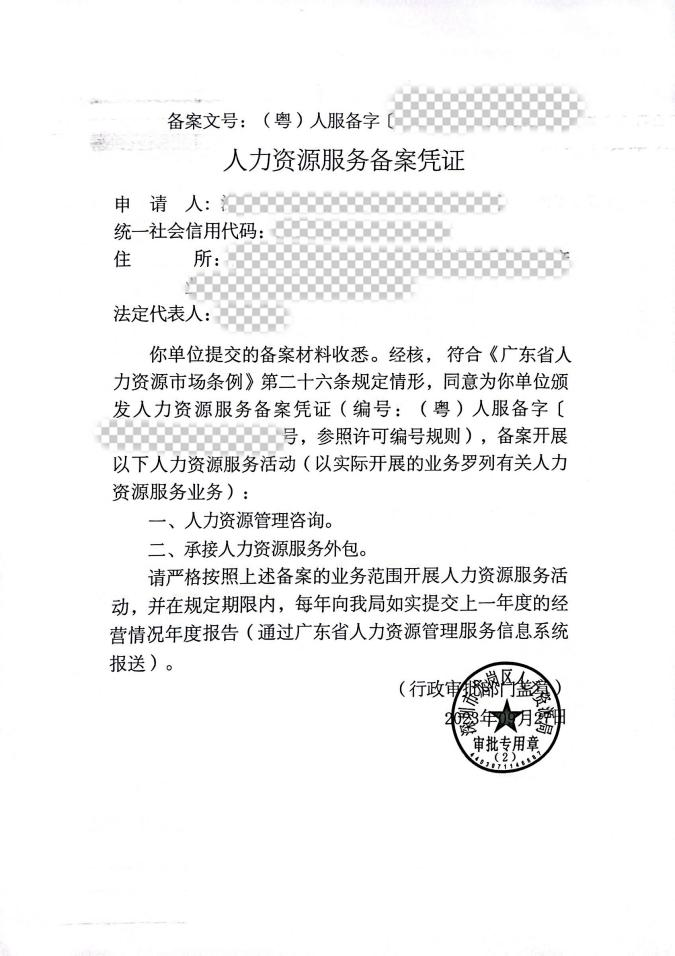 备案文号：（粤）人服备字〔
人力资源服务备案凭证
申 请 人：
统一社会信用代码：
住 所：
法定代表人：
你单位提交的备案材料收悉。经核，符合《广东省人
力资源市场条例》第二十六条规定情形，同意为你单位颁
发人力资源服务备案凭证（编号：（粤）人服备字〔
号，参照许可编号规则），备案开展
以下人力资源服务活动（以实际开展的业务罗列有关人力
资源服务业务）：
一、人力资源管理咨询。
二、承接人力资源服务外包。
请严格按照上述备案的业务范围开展人力资源服务活
动，并在规定期限内，每年向我局如实提交上一年度的经
营情况年度报告（通过广东省人力资源管理服务信息系统
报送）。
（行政审批部门盖章）
2023年09月27日
深圳市龙岗区人力资源局
审批专用章
（2）